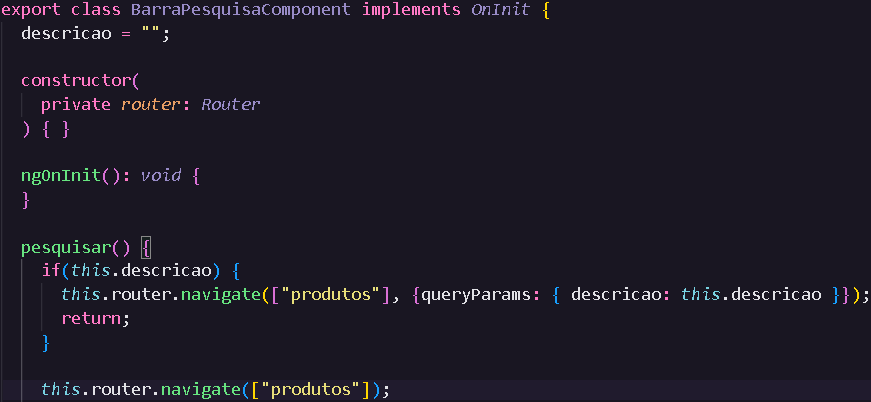 export class BarraPesquisaComponent implements OnInit {
descricao = "";
constructor(
private router: Router
) { }
ngOnInit(): void {
}
pesquisar() {
if(this.descricao) {
this.router.navigate(["produtos"], {queryParams: { descricao: this.descricao }});
return;
}
this.router.navigate(["produtos"]);